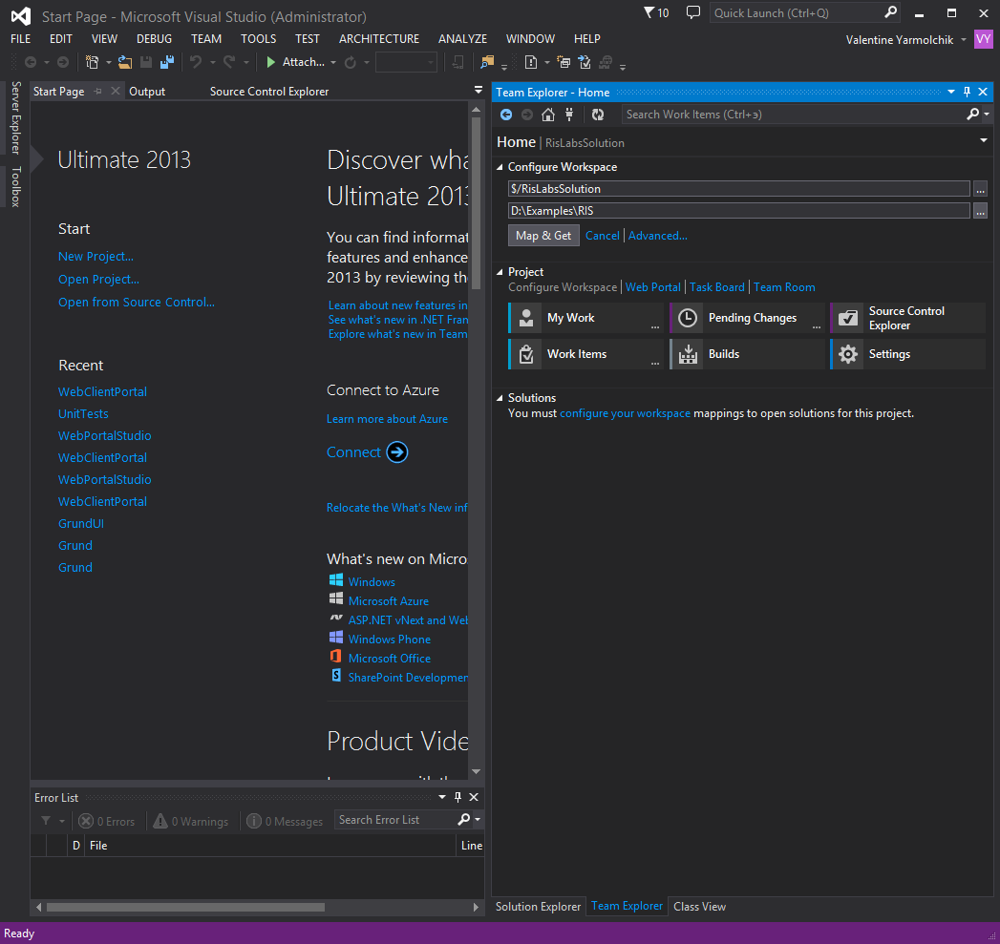 Start Page - Microsoft Visual Studio (Administrator)
10
Quick Launch (Ctrl+Q)
FILE EDIT VIEW DEBUG TEAM TOOLS TEST ARCHITECTURE ANALYZE WINDOW HELP
Valentine Yarmolchik
VY
Attach...
Server Explorer
Toolbox
Start Page Output Source Control Explorer
Ultimate 2013
Start
New Project...
Open Project...
Open from Source Control...
Recent
WebClientPortal
UnitTests
WebPortalStudio
WebClientPortal
WebPortalStudio
WebClientPortal
GrundUI
Grund
Grund
Discover wha
Ultimate 2013
You can find informat
features and enhance
2013 by reviewing the
Learn about new features in
See what's new in .NET Fran
Explore what's new in Team
Connect to Azure
Learn more about Azure
Connect
Relocate the What's New inf
What's new on Micro
Windows
Microsoft Azure
ASP.NET vNext and Web
Windows Phone
Microsoft Office
SharePoint Developmen
Product Vide
Error List
0 Errors 0 Warnings 0 Messages Search Error List
D File Line
Team Explorer - Home
Search Work Items (Ctrl+э)
Home | RisLabsSolution
Configure Workspace
$/RisLabsSolution ...
D:\Examples\RIS ...
Map & Get Cancel | Advanced...
Project
Configure Workspace | Web Portal | Task Board | Team Room
My Work ... Pending Changes ... Source Control
Explorer
Work Items ... Builds Settings
Solutions
You must configure your workspace mappings to open solutions for this project.
Solution Explorer Team Explorer Class View
Ready